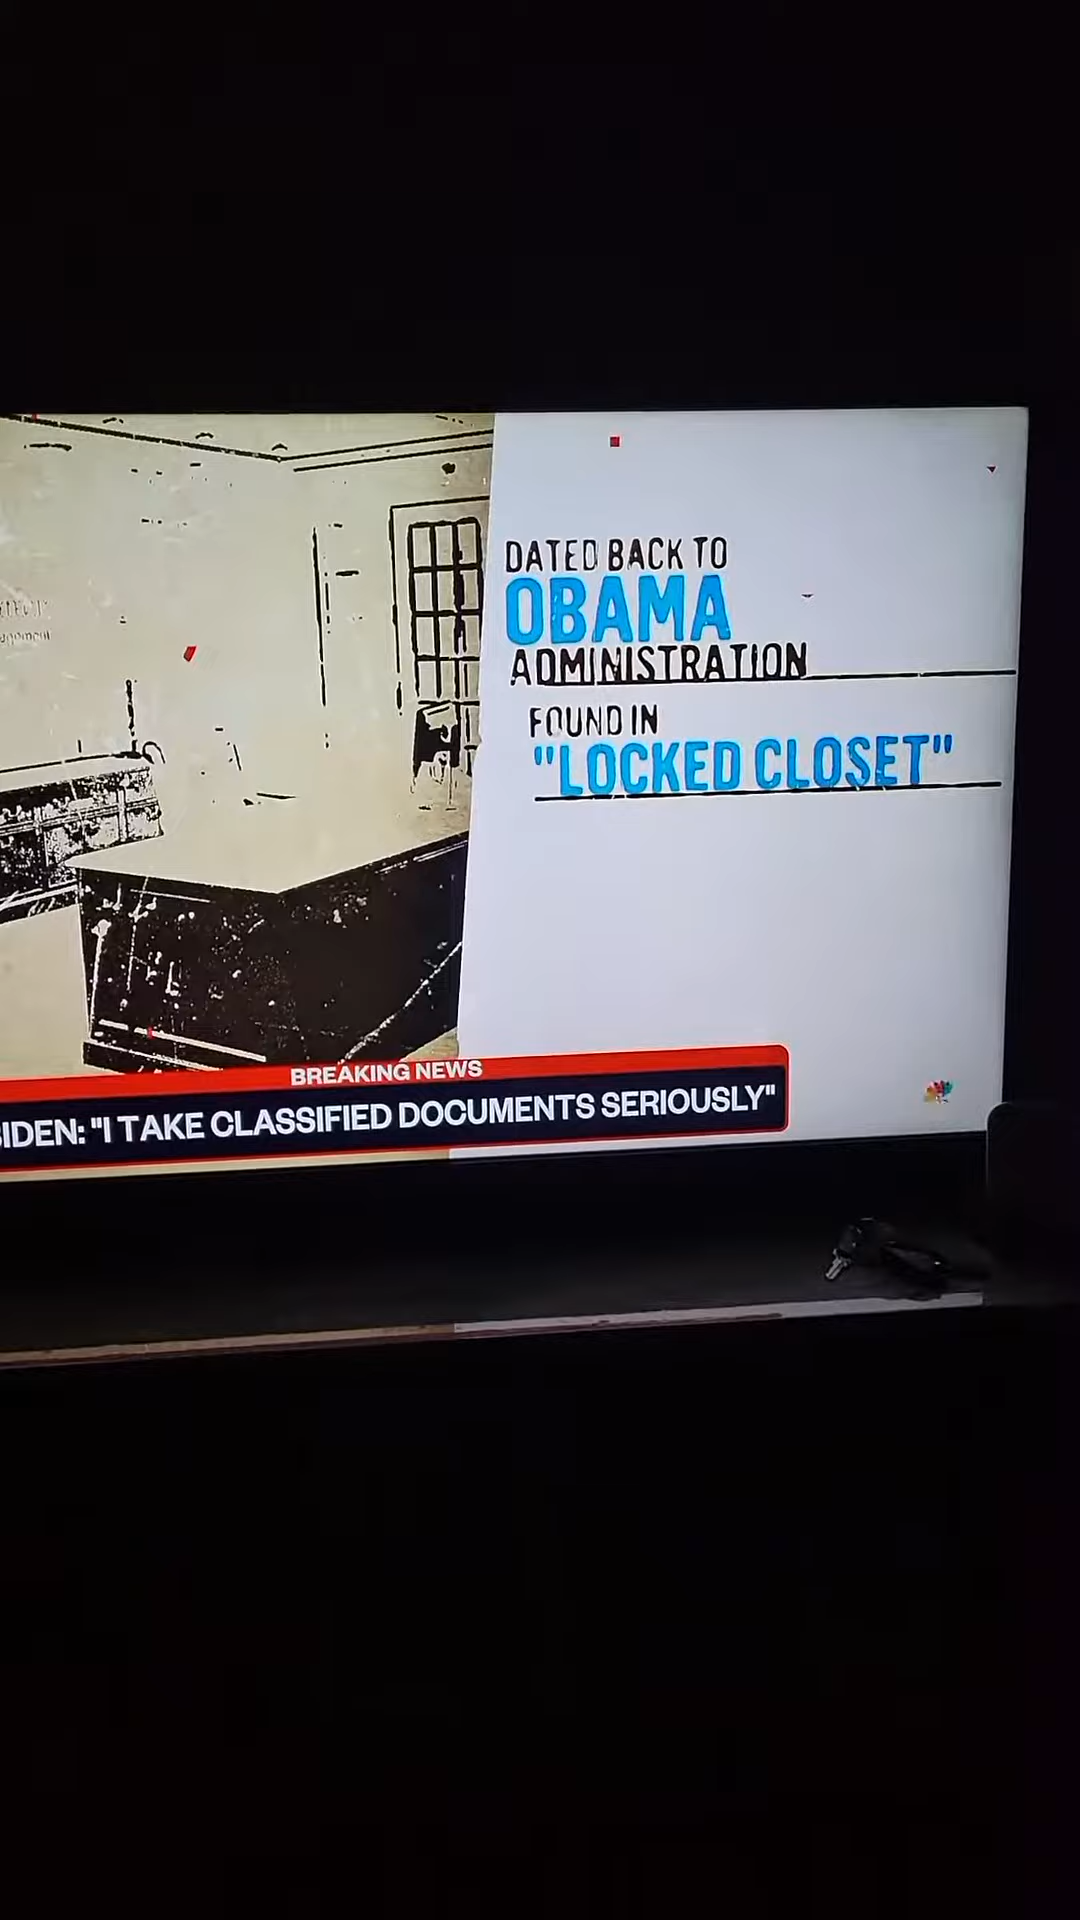 DATED BACK TO
OBAMA
ADMINISTRATION
FOUND IN
"LOCKED CLOSET"
BREAKING NEWS
IDEN: "I TAKE CLASSIFIED DOCUMENTS SERIOUSLY"